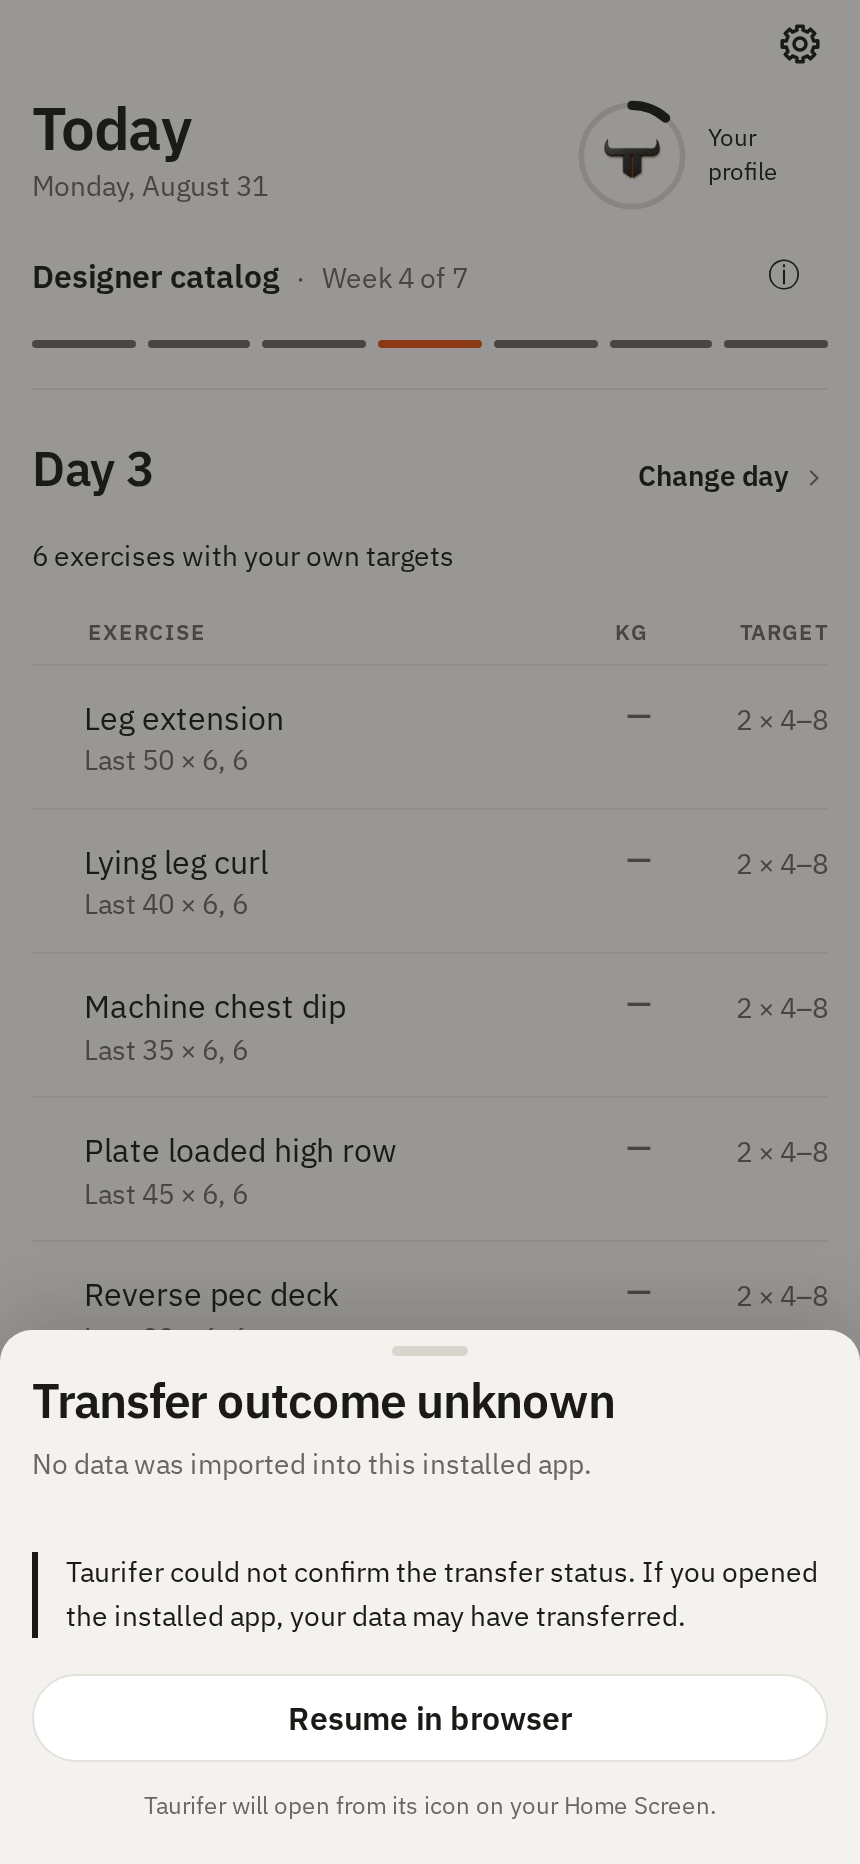 Today
Monday, August 31
Your
profile
Designer catalog · Week 4 of 7
Day 3
Change day
6 exercises with your own targets
EXERCISE KG TARGET
Leg extension — 2 × 4–8
Last 50 × 6, 6
Lying leg curl — 2 × 4–8
Last 40 × 6, 6
Machine chest dip — 2 × 4–8
Last 35 × 6, 6
Plate loaded high row — 2 × 4–8
Last 45 × 6, 6
Reverse pec deck — 2 × 4–8
Transfer outcome unknown
No data was imported into this installed app.
Taurifer could not confirm the transfer status. If you opened
the installed app, your data may have transferred.
Resume in browser
Taurifer will open from its icon on your Home Screen.